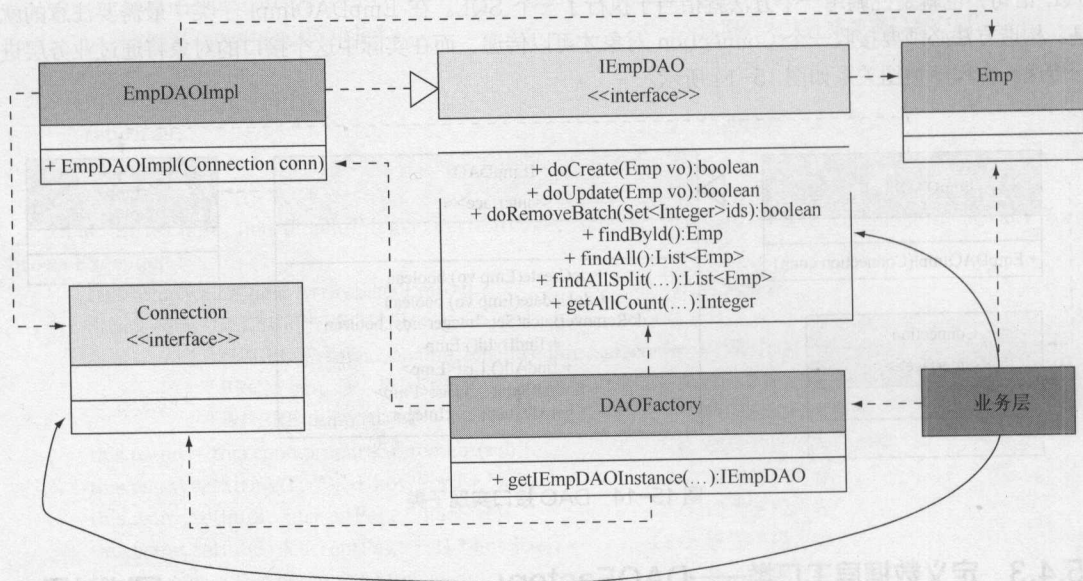 EmpDAOImpl
+ EmpDAOImpl(Connection conn)
IEmpDAO
<<interface>>
+ doCreate(Emp vo):boolean
+ doUpdate(Emp vo):boolean
+ doRemoveBatch(Set<Integer>ids):boolean
+ findById():Emp
+ findAll():List<Emp>
+ findAllSplit(…):List<Emp>
+ getAllCount(…):Integer
Emp
Connection
<<interface>>
DAOFactory
+ getIEmpDAOInstance(…):IEmpDAO
业务层